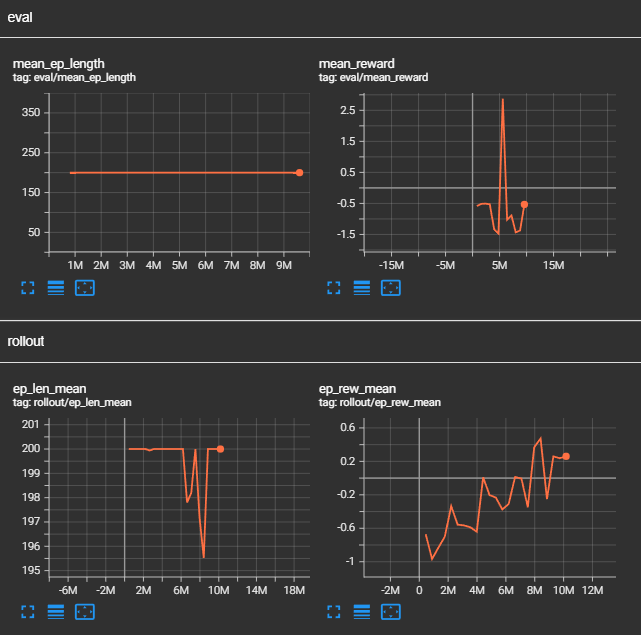 eval
mean_ep_length
tag: eval/mean_ep_length
350
250
150
50
1M 2M 3M 4M 5M 6M 7M 8M 9M
mean_reward
tag: eval/mean_reward
2.5
1.5
0.5
-0.5
-1.5
-15M -5M 5M 15M
rollout
ep_len_mean
tag: rollout/ep_len_mean
201
200
199
198
197
196
195
-6M -2M 2M 6M 10M 14M 18M
ep_rew_mean
tag: rollout/ep_rew_mean
0.6
0.2
-0.2
-0.6
-1
-2M 0 2M 4M 6M 8M 10M 12M